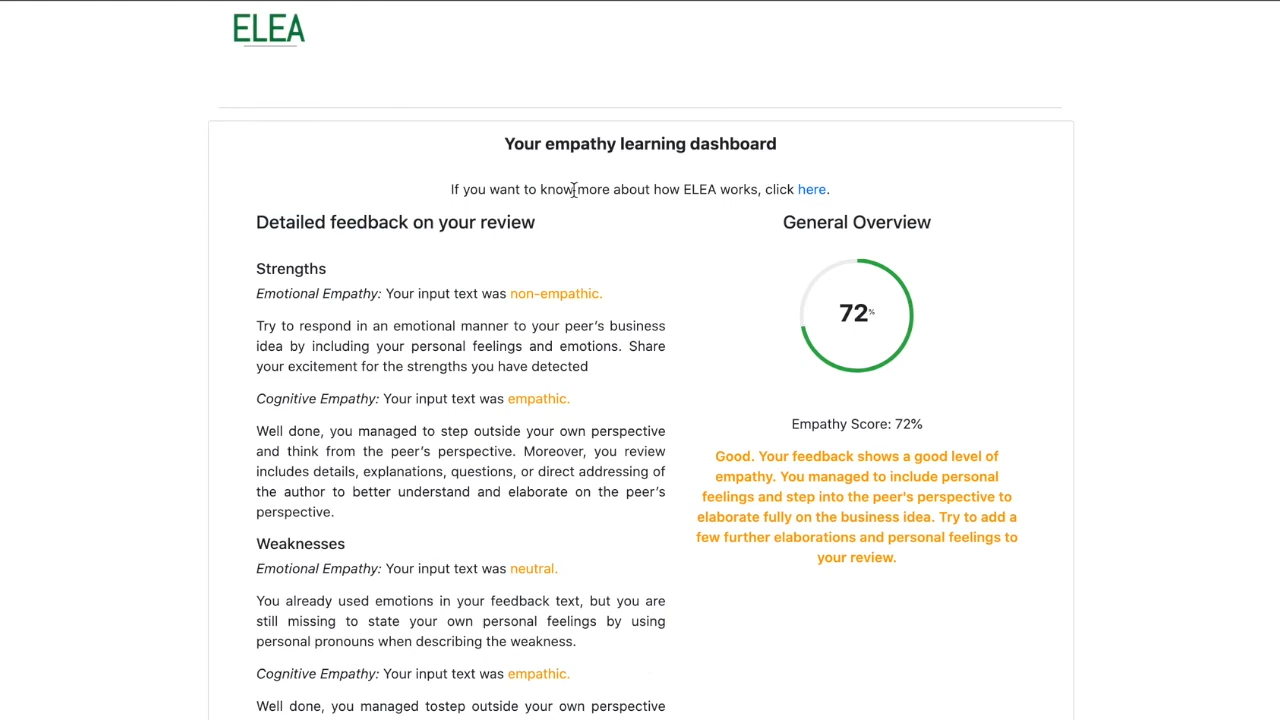 ELEA
Your empathy learning dashboard
If you want to know more about how ELEA works, click here.
Detailed feedback on your review
Strengths
Emotional Empathy: Your input text was non-empathic.
Try to respond in an emotional manner to your peer's business
idea by including your personal feelings and emotions. Share
your excitement for the strengths you have detected
Cognitive Empathy: Your input text was empathic.
Well done, you managed to step outside your own perspective
and think from the peer's perspective. Moreover, you review
includes details, explanations, questions, or direct addressing of
the author to better understand and elaborate on the peer's
perspective.
Weaknesses
Emotional Empathy: Your input text was neutral.
You already used emotions in your feedback text, but you are
still missing to state your own personal feelings by using
personal pronouns when describing the weakness.
Cognitive Empathy: Your input text was empathic.
Well done, you managed tostep outside your own perspective
General Overview
72%
Empathy Score: 72%
Good. Your feedback shows a good level of
empathy. You managed to include personal
feelings and step into the peer's perspective to
elaborate fully on the business idea. Try to add a
few further elaborations and personal feelings to
your review.